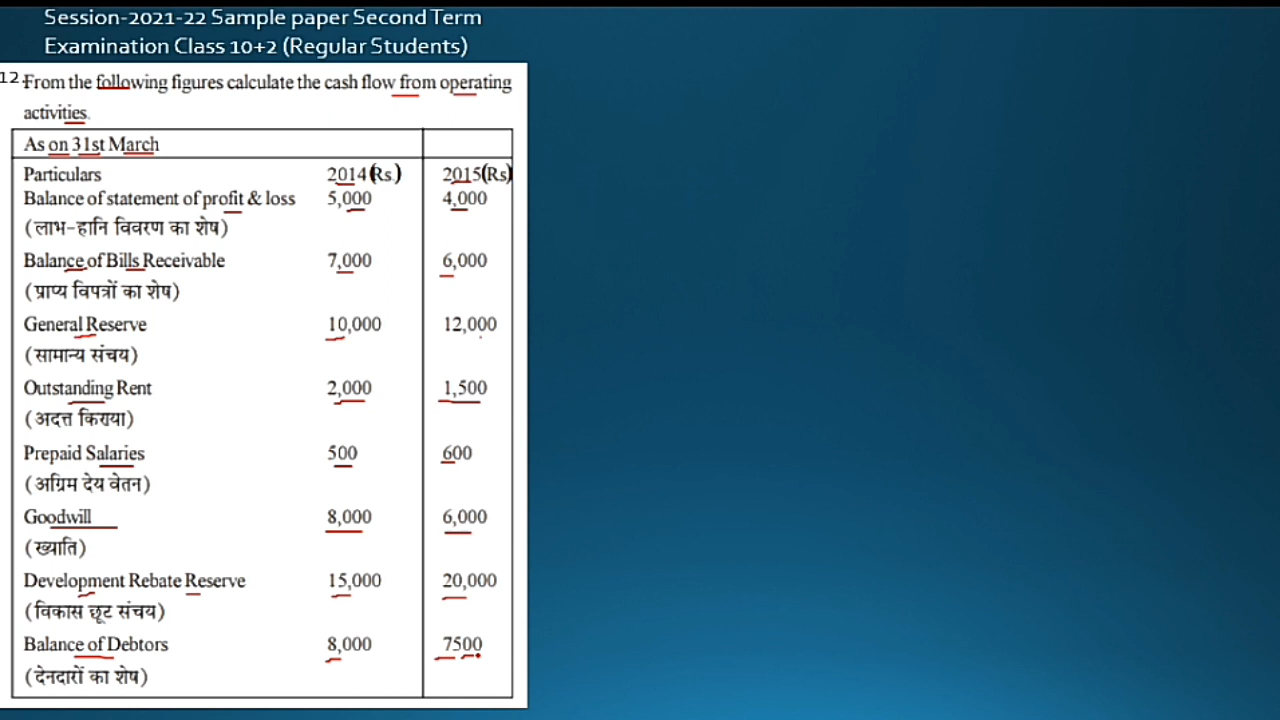 Session-2021-22 Sample paper Second Term
Examination Class 10+2 (Regular Students)
12. From the following figures calculate the cash flow from operating
activities.
As on 31st March
Particulars 2014 (Rs.) 2015(Rs)
Balance of statement of profit & loss 5,000 4,000
(लाभ-हानि विवरण का शेष)
Balance of Bills Receivable 7,000 6,000
(प्राप्य विपत्रों का शेष)
General Reserve 10,000 12,000
(सामान्य संचय)
Outstanding Rent 2,000 1,500
(अदत्त किराया)
Prepaid Salaries 500 600
(अग्रिम देय वेतन)
Goodwill 8,000 6,000
(ख्याति)
Development Rebate Reserve 15,000 20,000
(विकास छूट संचय)
Balance of Debtors 8,000 7500
(देनदारों का शेष)